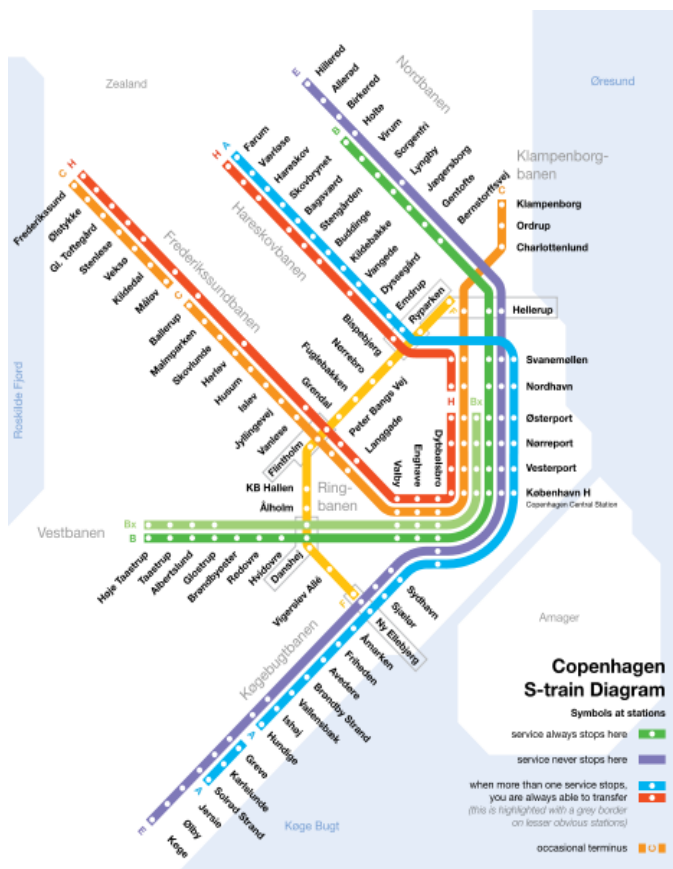 Zealand
Øresund
Roskilde Fjord
Køge Bugt
Amager
Nordbanen
Klampenborg-
banen
Hareskovbanen
Frederikssundbanen
Ring-
banen
Vestbanen
Køgebugtbanen
E
Hillerød
Allerød
Birkerød
Holte
Virum
Sorgenfri
Lyngby
Jægersborg
Gentofte
Bernstorffsvej
B
C
Klampenborg
Ordrup
Charlottenlund
Hellerup
H
A
Farum
Værløse
Hareskov
Skovbrynet
Bagsværd
Stengården
Buddinge
Kildebakke
Vangede
Dyssegård
Emdrup
Ryparken
F
Bispebjerg
Nørrebro
Fuglebakken
Grøndal
Flintholm
KB Hallen
Ålholm
Danshøj
Vigerslev Allé
F
Ny Ellebjerg
C
H
Frederikssund
Ølstykke
Gl. Toftegård
Stenløse
Veksø
Kildedal
Måløv
C
Ballerup
Malmparken
Skovlunde
Herlev
Husum
Islev
Jyllingevej
Vanløse
Peter Bangs Vej
Langgade
Valby
Enghave
Dybbølsbro
H
Bx
Svanemøllen
Nordhavn
Østerport
Nørreport
Vesterport
København H
Copenhagen Central Station
Bx
B
Høje Taastrup
Taastrup
Albertslund
Glostrup
Brøndbyøster
Rødovre
Hvidovre
Sydhavn
Sjælør
Åmarken
Friheden
Avedøre
Brøndby Strand
Vallensbæk
Ishøj
Hundige
A
Greve
Karlslunde
Solrød Strand
A
Jersie
Ølby
Køge
E
Copenhagen
S-train Diagram
Symbols at stations
service always stops here
service never stops here
when more than one service stops,
you are always able to transfer
(this is highlighted with a grey border
on lesser obvious stations)
occasional terminus
C